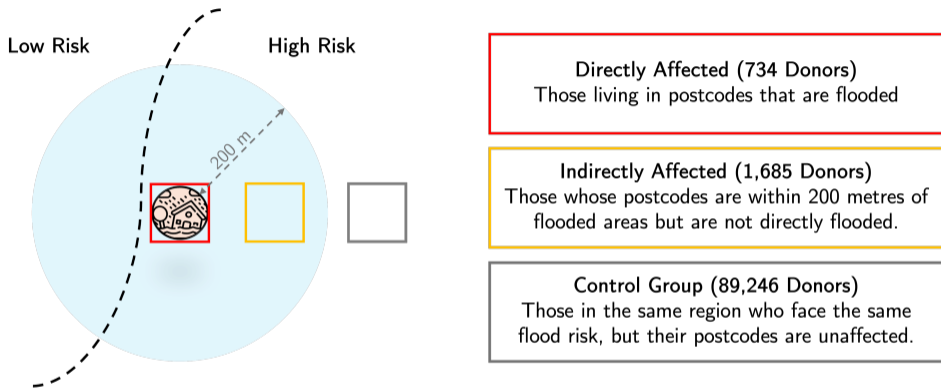 Low Risk
High Risk
200 m
Directly Affected (734 Donors)
Those living in postcodes that are flooded
Indirectly Affected (1,685 Donors)
Those whose postcodes are within 200 metres of
flooded areas but are not directly flooded.
Control Group (89,246 Donors)
Those in the same region who face the same
flood risk, but their postcodes are unaffected.